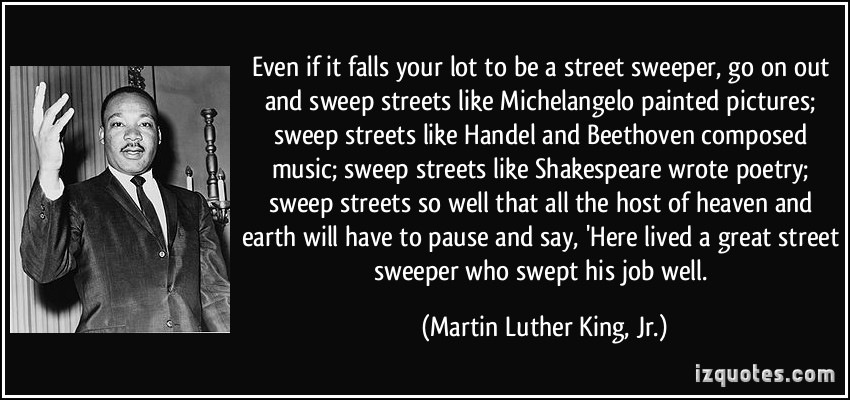 Even if it falls your lot to be a street sweeper, go on out
and sweep streets like Michelangelo painted pictures;
sweep streets like Handel and Beethoven composed
music; sweep streets like Shakespeare wrote poetry;
sweep streets so well that all the host of heaven and
earth will have to pause and say, 'Here lived a great street
sweeper who swept his job well.
(Martin Luther King, Jr.)
izquotes.com